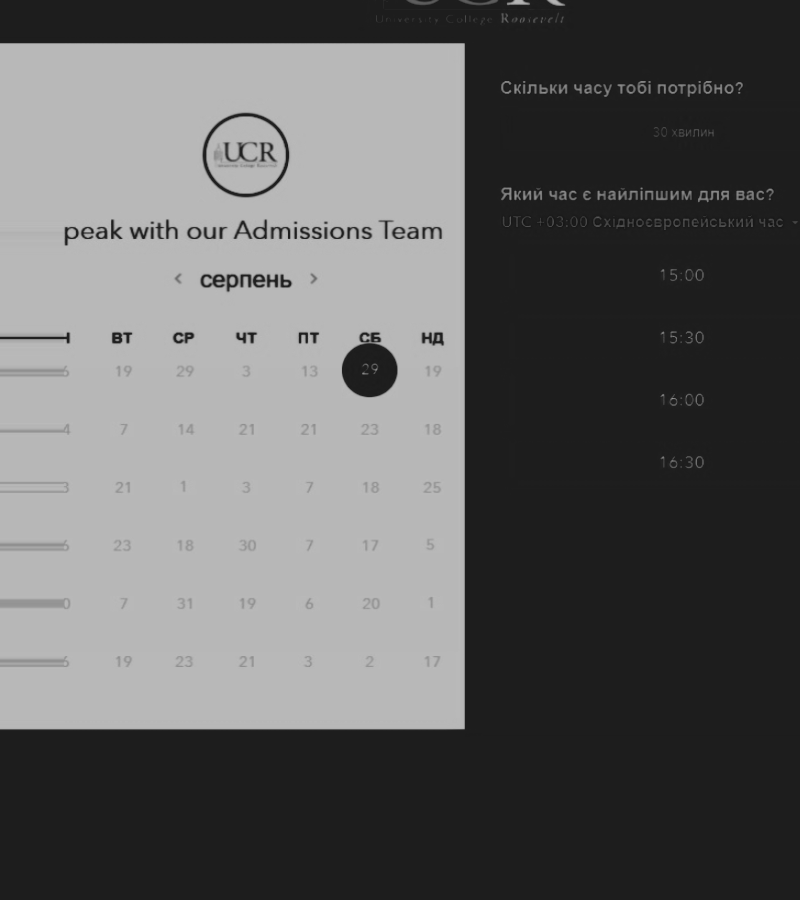 UCR
University College Roosevelt
UCR
peak with our Admissions Team
< серпень >
ВТ СР ЧТ ПТ СБ НД
6 19 29 3 13 29 19
4 7 14 21 21 23 18
3 21 1 3 7 18 25
6 23 18 30 7 17 5
0 7 31 19 6 20 1
6 19 23 21 3 2 17
Скільки часу тобі потрібно?
30 хвилин
Який час є найліпшим для вас?
UTC +03:00 Східноєвропейський час
15:00
15:30
16:00
16:30